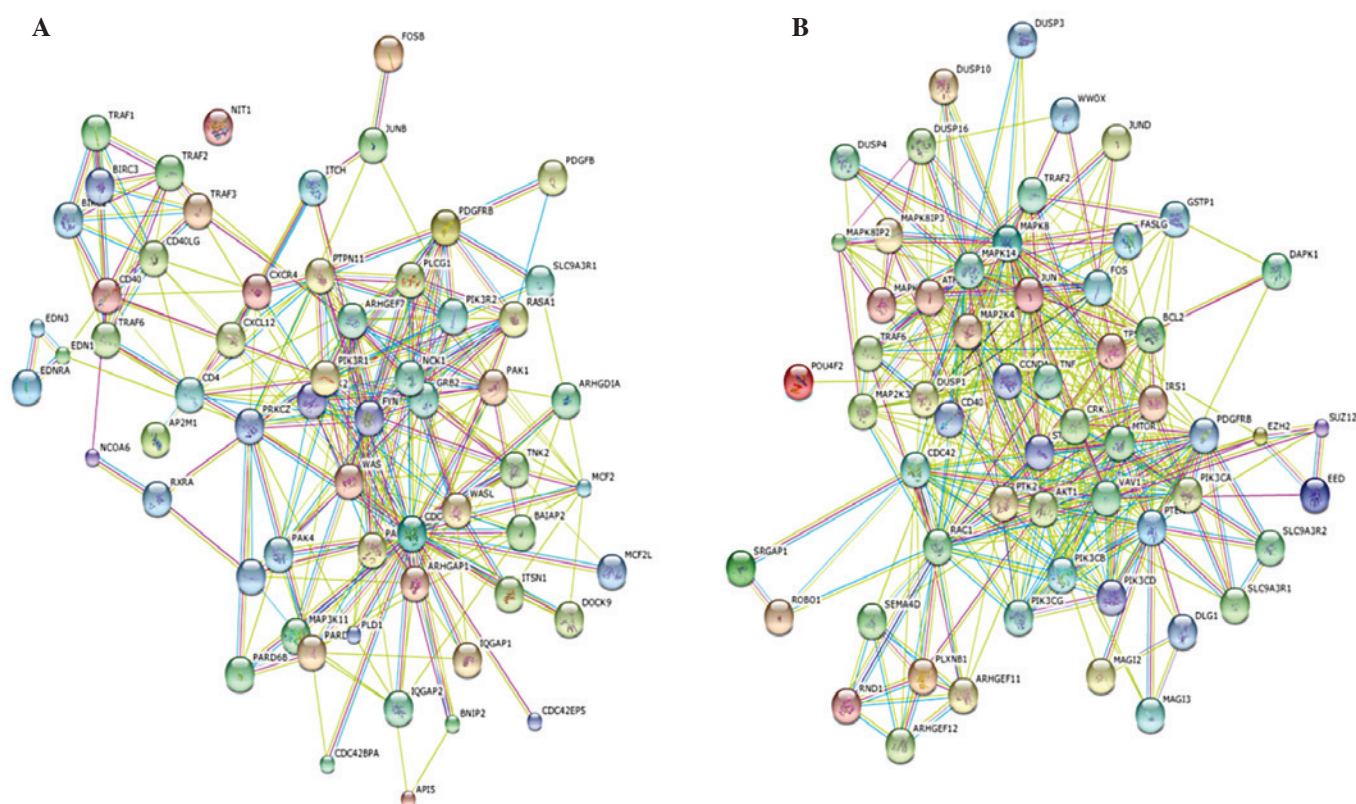 A
FOSB
NIT1
TRAF1
JUNB
BIRC3
TRAF2
ITCH
PDGFB
TRAF3
PDGFRB
CD40LG
PTPN11
PLCG1
SLC9A3R1
CD40
CXCR4
ARHGEF7
PIK3R2
RASA1
EDN3
TRAF6
CXCL12
EDN1
PIK3R1
NCK1
PAK1
EDNRA
CD4
GRB2
ARHGDIA
AP2M1
PRKCZ
FYN
NCOA6
TNK2
RXRA
WAS
WASL
MCF2
BAIAP2
PAK4
MCF2L
ARHGAP1
ITSN1
DOCK9
MAP3K11
PLD1
PARD6B
IQGAP1
IQGAP2
BNIP2
CDC42EPS
CDC42BPA
API5
B
DUSP3
DUSP10
WWOX
DUSP16
JUND
DUSP4
TRAF2
GSTP1
MAPK8IP3
MAPK8
FASLG
MAPK8IP2
MAPK14
DAPK1
FOS
JUN
MAP2K4
BCL2
TRAF6
POU4F2
DUSP1
TNF
IRS1
MAP2K3
CD40
CRK
PDGFRB
SUZ12
MTOR
EZH2
CDC42
EED
PTK2
AKT1
VAV1
PIK3CA
RAC1
SLC9A3R2
SRGAP1
PIK3CB
PIK3CD
ROBO1
PIK3CG
SLC9A3R1
SEMA4D
DLG1
PLXNB1
MAGI2
RND1
ARHGEF11
MAGI3
ARHGEF12